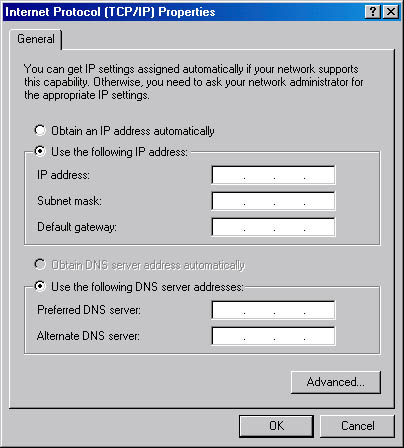 Internet Protocol (TCP/IP) Properties
General
You can get IP settings assigned automatically if your network supports
this capability. Otherwise, you need to ask your network administrator for
the appropriate IP settings.
Obtain an IP address automatically
Use the following IP address:
IP address:
Subnet mask:
Default gateway:
Obtain DNS server address automatically
Use the following DNS server addresses:
Preferred DNS server:
Alternate DNS server:
Advanced...
OK
Cancel